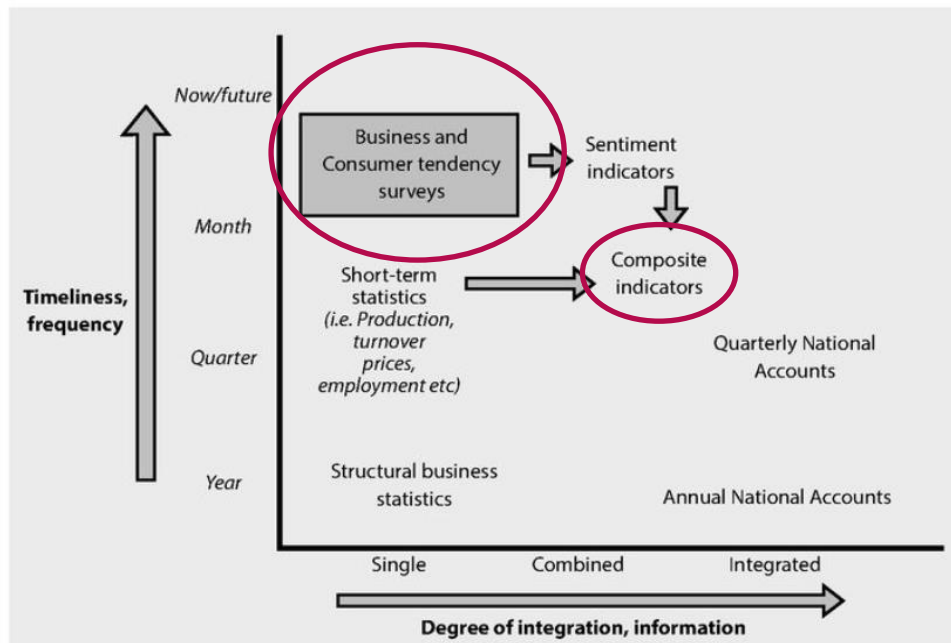 Now/future
Business and
Consumer tendency
surveys
Sentiment
indicators
Month
Composite
indicators
Short-term
statistics
(i.e. Production,
turnover
prices,
employment etc)
Timeliness,
frequency
Quarter
Quarterly National
Accounts
Year
Structural business
statistics
Annual National Accounts
Single
Combined
Integrated
Degree of integration, information